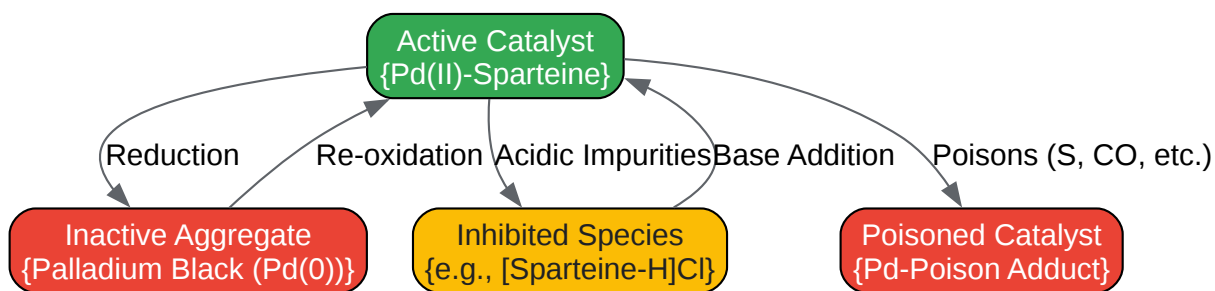 Active Catalyst
{Pd(II)-Sparteine}
Reduction
Re-oxidation
Acidic Impurities
Base Addition
Poisons (S, CO, etc.)
Inactive Aggregate
{Palladium Black (Pd(0))}
Inhibited Species
{e.g., [Sparteine-H]Cl}
Poisoned Catalyst
{Pd-Poison Adduct}